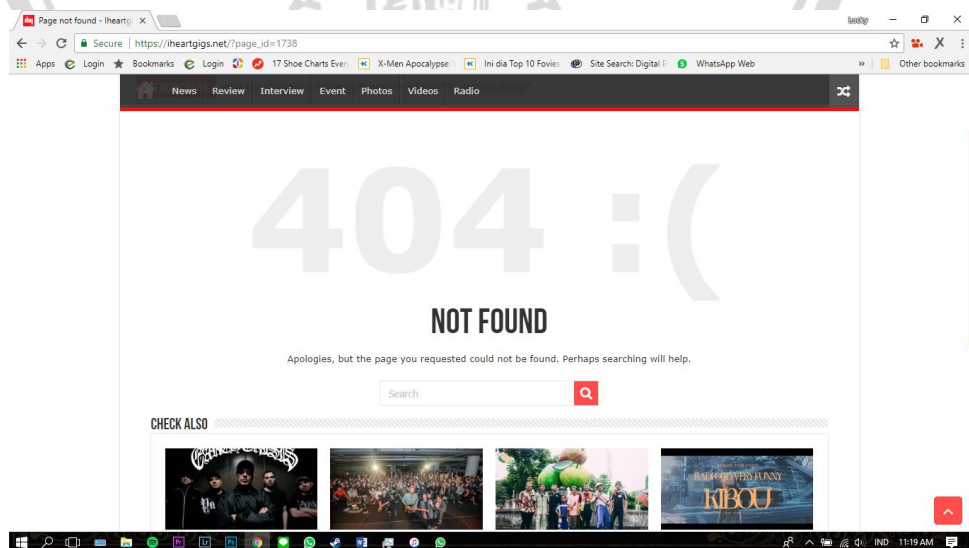 Page not found - Iheartgi
Lucky
Secure | https://iheartgigs.net/?page_id=1738
Apps Login Bookmarks Login 17 Shoe Charts Every X-Men Apocalypse: Ini dia Top 10 Fovies Site Search: Digital P WhatsApp Web » Other bookmarks
News Review Interview Event Photos Videos Radio
404 :(
NOT FOUND
Apologies, but the page you requested could not be found. Perhaps searching will help.
Search
CHECK ALSO
KIBOU
IND 11:19 AM